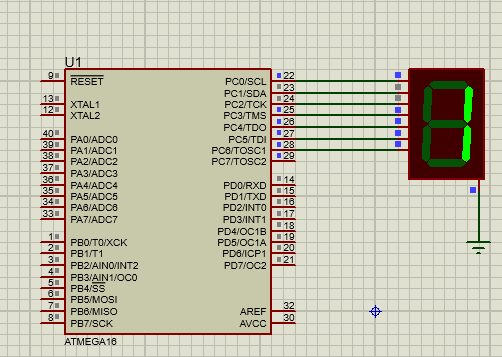 U1
9 RESET
13 XTAL1
12 XTAL2
40 PA0/ADC0
39 PA1/ADC1
38 PA2/ADC2
37 PA3/ADC3
36 PA4/ADC4
35 PA5/ADC5
34 PA6/ADC6
33 PA7/ADC7
1 PB0/T0/XCK
2 PB1/T1
3 PB2/AIN0/INT2
4 PB3/AIN1/OC0
5 PB4/SS
6 PB5/MOSI
7 PB6/MISO
8 PB7/SCK
PC0/SCL 22
PC1/SDA 23
PC2/TCK 24
PC3/TMS 25
PC4/TDO 26
PC5/TDI 27
PC6/TOSC1 28
PC7/TOSC2 29
PD0/RXD 14
PD1/TXD 15
PD2/INT0 16
PD3/INT1 17
PD4/OC1B 18
PD5/OC1A 19
PD6/ICP1 20
PD7/OC2 21
AREF 32
AVCC 30
ATMEGA16
1